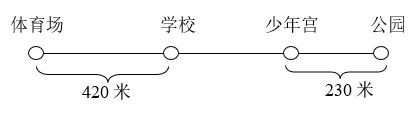 体育场 学校 少年宫 公园
420 米 230 米